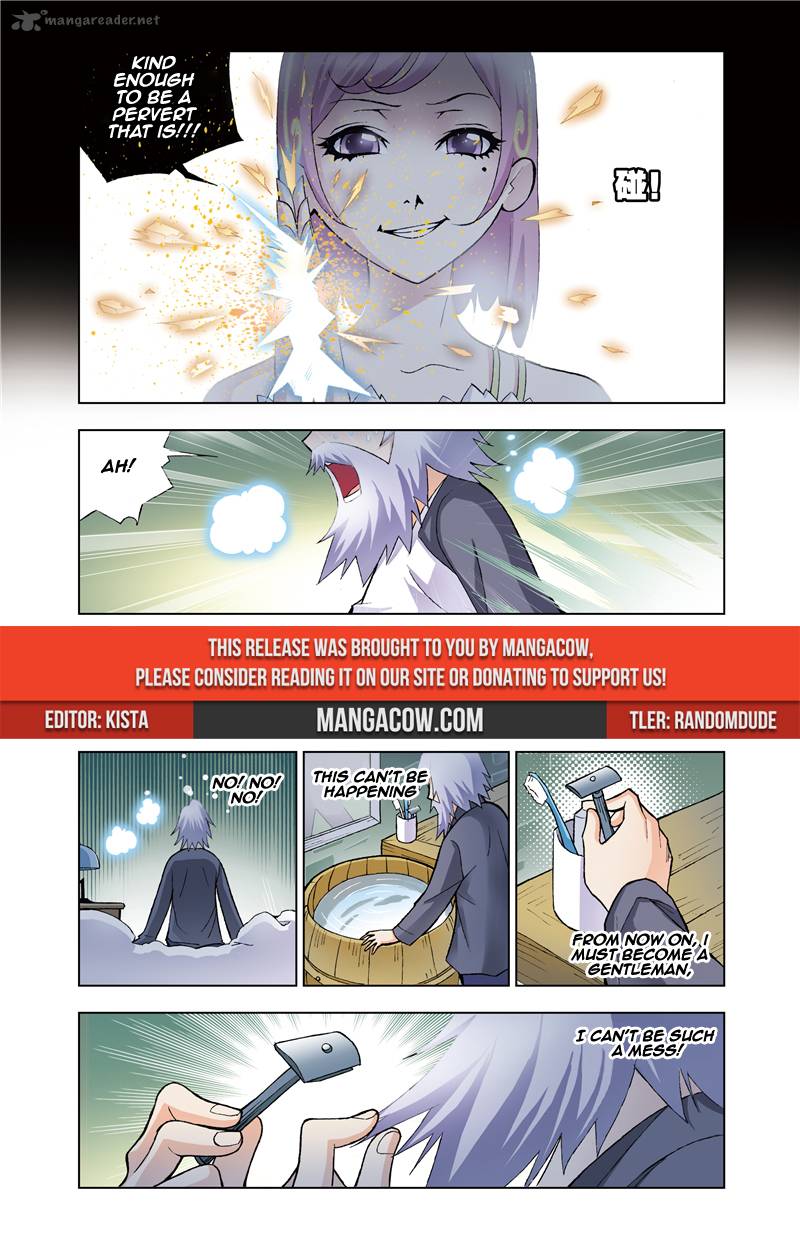 mangareader.net
KIND
ENOUGH
TO BE A
PERVERT
THAT IS!!!
碰!
AH!
THIS RELEASE WAS BROUGHT TO YOU BY MANGACOW,
PLEASE CONSIDER READING IT ON OUR SITE OR DONATING TO SUPPORT US!
EDITOR: KISTA
MANGACOW.COM
TLER: RANDOMDUDE
NO! NO!
NO!
THIS CAN'T BE
HAPPENING
FROM NOW ON, I
MUST BECOME A
GENTLEMAN,
I CAN'T BE SUCH
A MESS!